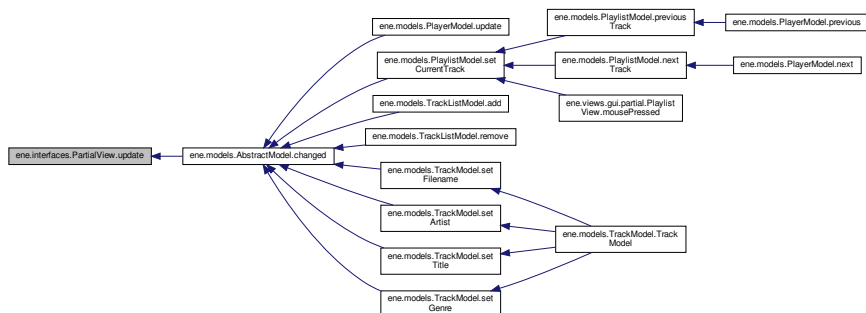 ene.interfaces.PartialView.update
ene.models.AbstractModel.changed
ene.models.PlayerModel.update
ene.models.PlaylistModel.set
CurrentTrack
ene.models.TrackListModel.add
ene.models.TrackListModel.remove
ene.models.TrackModel.set
Filename
ene.models.TrackModel.set
Artist
ene.models.TrackModel.set
Title
ene.models.TrackModel.set
Genre
ene.models.PlaylistModel.previous
Track
ene.models.PlaylistModel.next
Track
ene.views.gui.partial.Playlist
View.mousePressed
ene.models.TrackModel.Track
Model
ene.models.PlayerModel.previous
ene.models.PlayerModel.next